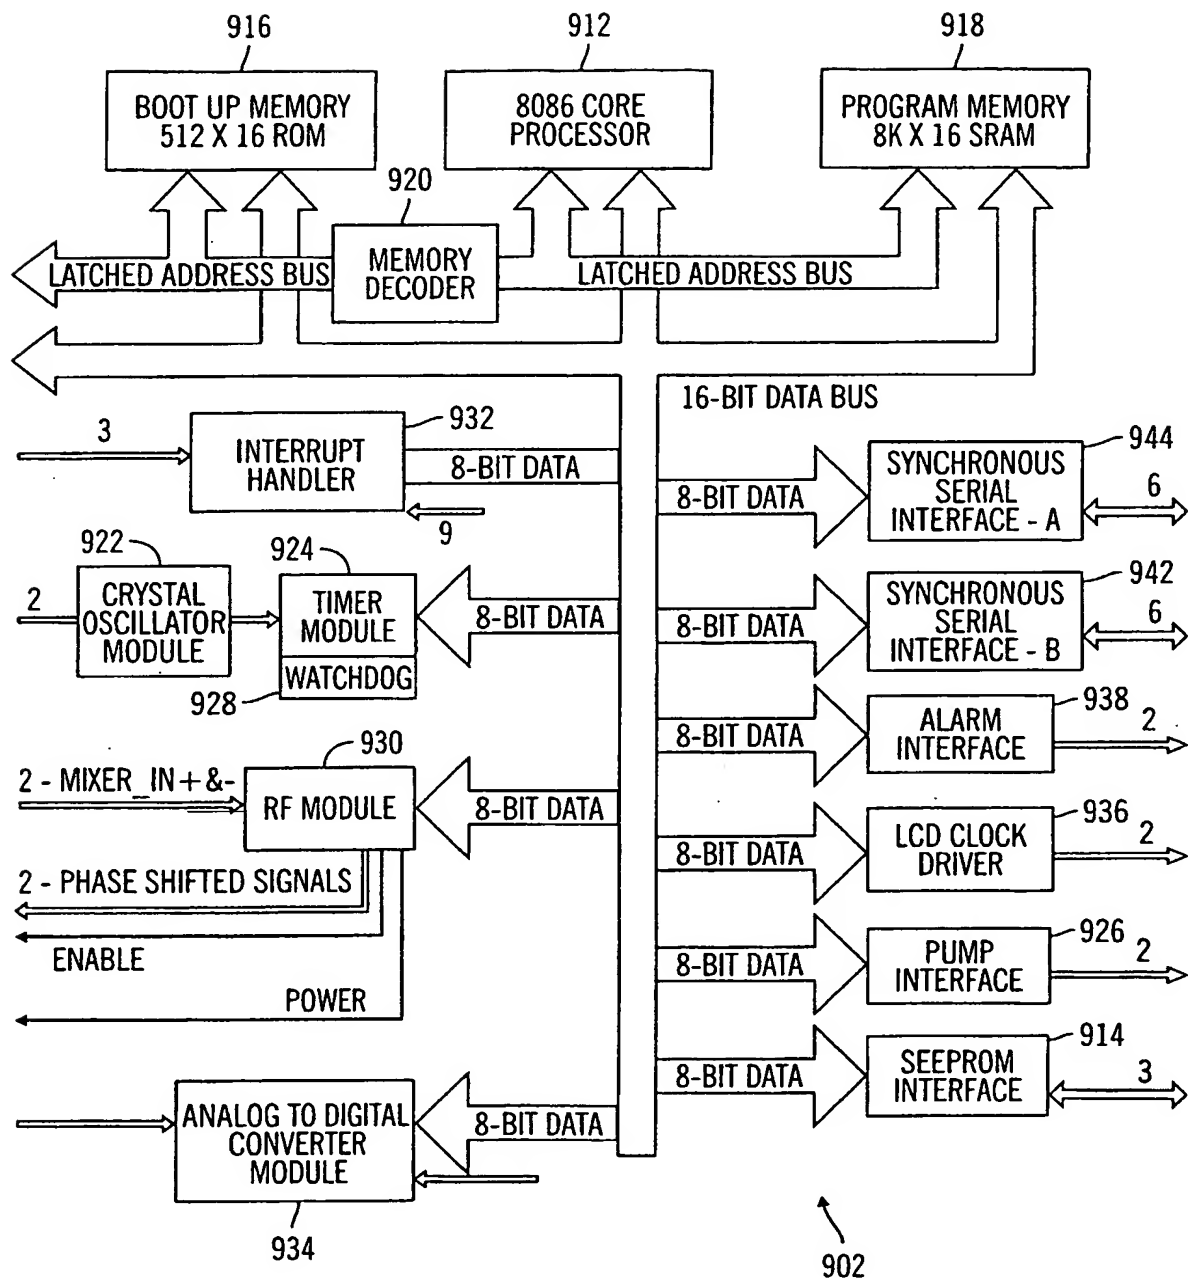 916
912
918
BOOT UP MEMORY
512 X 16 ROM
8086 CORE
PROCESSOR
PROGRAM MEMORY
8K X 16 SRAM
920
MEMORY
DECODER
LATCHED ADDRESS BUS
LATCHED ADDRESS BUS
16-BIT DATA BUS
3
932
INTERRUPT
HANDLER
8-BIT DATA
9
944
8-BIT DATA
SYNCHRONOUS
SERIAL
INTERFACE - A
6
922
924
2
CRYSTAL
OSCILLATOR
MODULE
TIMER
MODULE
WATCHDOG
928
8-BIT DATA
942
8-BIT DATA
SYNCHRONOUS
SERIAL
INTERFACE - B
6
938
8-BIT DATA
ALARM
INTERFACE
2
930
2 - MIXER_IN + &-
RF MODULE
8-BIT DATA
2 - PHASE SHIFTED SIGNALS
ENABLE
POWER
936
8-BIT DATA
LCD CLOCK
DRIVER
2
926
8-BIT DATA
PUMP
INTERFACE
2
914
8-BIT DATA
SEEPROM
INTERFACE
3
ANALOG TO DIGITAL
CONVERTER
MODULE
8-BIT DATA
934
902